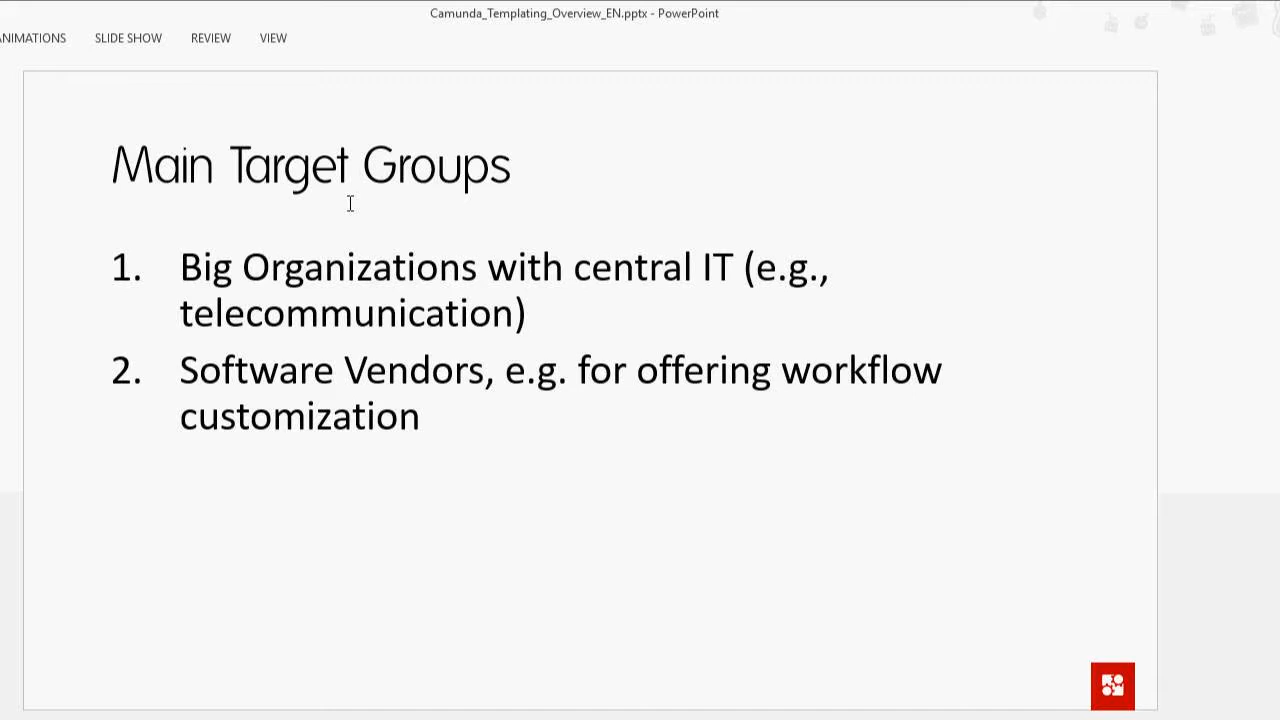 Camunda_Templating_Overview_EN.pptx - PowerPoint
NIMATIONS SLIDE SHOW REVIEW VIEW
Main Target Groups
1. Big Organizations with central IT (e.g.,
telecommunication)
2. Software Vendors, e.g. for offering workflow
customization